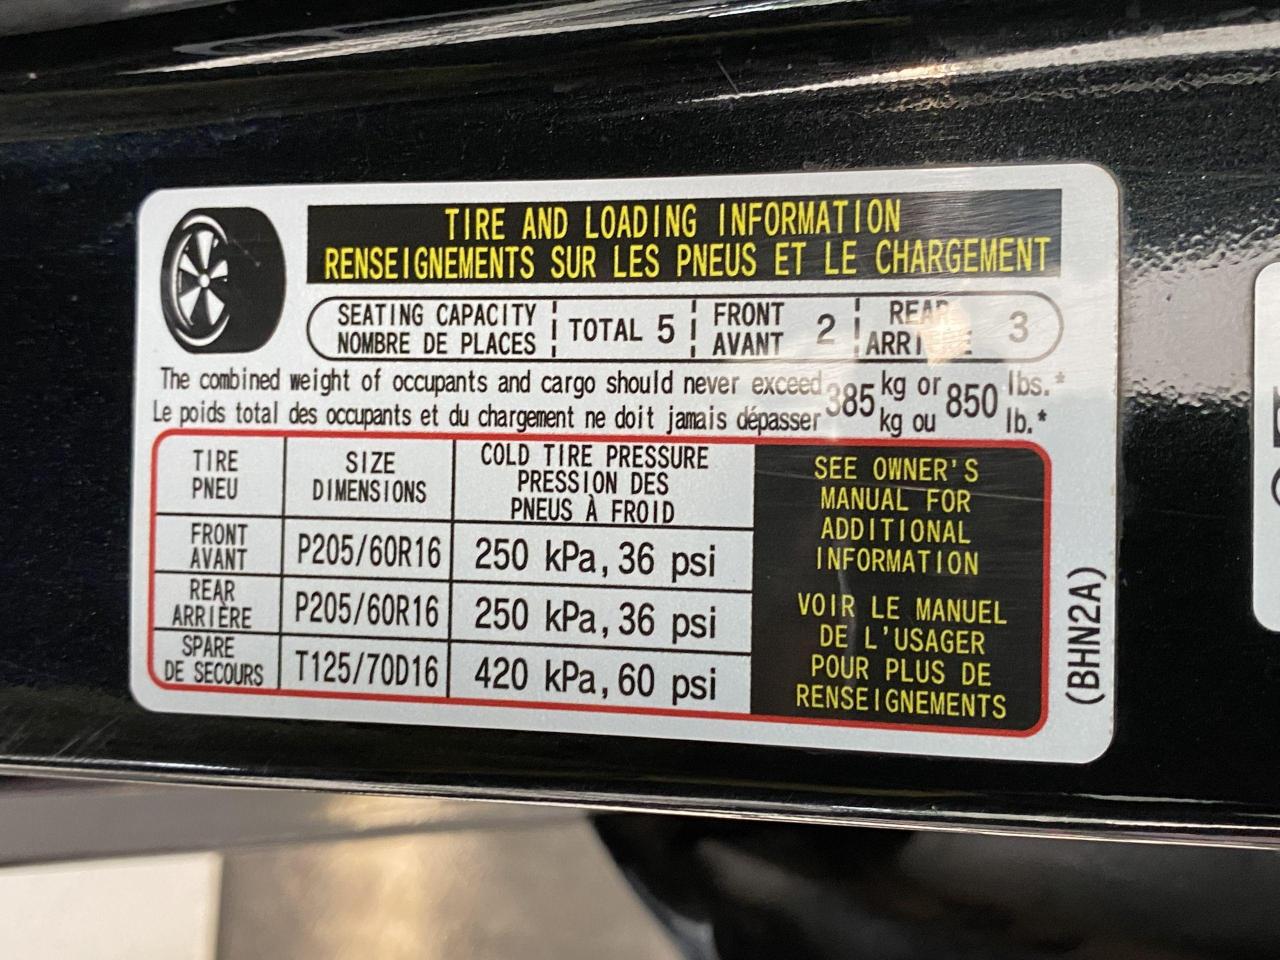 TIRE AND LOADING INFORMATION
RENSEIGNEMENTS SUR LES PNEUS ET LE CHARGEMENT
SEATING CAPACITY
NOMBRE DE PLACES
TOTAL 5
FRONT
AVANT
2
REAR
3
The combined weight of occupants and cargo should never exceed 385 kg or 850 lbs.*
Le poids total des occupants et du chargement ne doit jamais dépasser 385 kg ou 850 lb.*
TIRE
PNEU
SIZE
DIMENSIONS
COLD TIRE PRESSURE
PRESSION DES
PNEUS À FROID
FRONT
AVANT
P205/60R16
250 kPa, 36 psi
REAR
ARRIÈRE
P205/60R16
250 kPa, 36 psi
SPARE
DE SECOURS
T125/70D16
420 kPa, 60 psi
SEE OWNER'S
MANUAL FOR
ADDITIONAL
INFORMATION
VOIR LE MANUEL
DE L'USAGER
POUR PLUS DE
RENSEIGNEMENTS
(BHN2A)